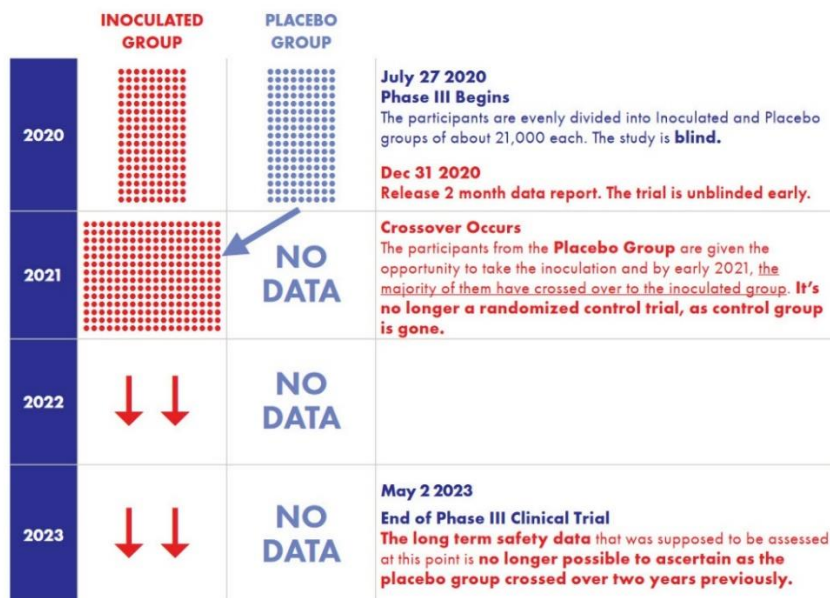 INOCULATED
GROUP
PLACEBO
GROUP
2020
July 27 2020
Phase III Begins
The participants are evenly divided into Inoculated and Placebo
groups of about 21,000 each. The study is blind.
Dec 31 2020
Release 2 month data report. The trial is unblinded early.
2021
NO
DATA
Crossover Occurs
The participants from the Placebo Group are given the
opportunity to take the inoculation and by early 2021, the
majority of them have crossed over to the inoculated group. It's
no longer a randomized control trial, as control group
is gone.
2022
NO
DATA
2023
NO
DATA
May 2 2023
End of Phase III Clinical Trial
The long term safety data that was supposed to be assessed
at this point is no longer possible to ascertain as the
placebo group crossed over two years previously.